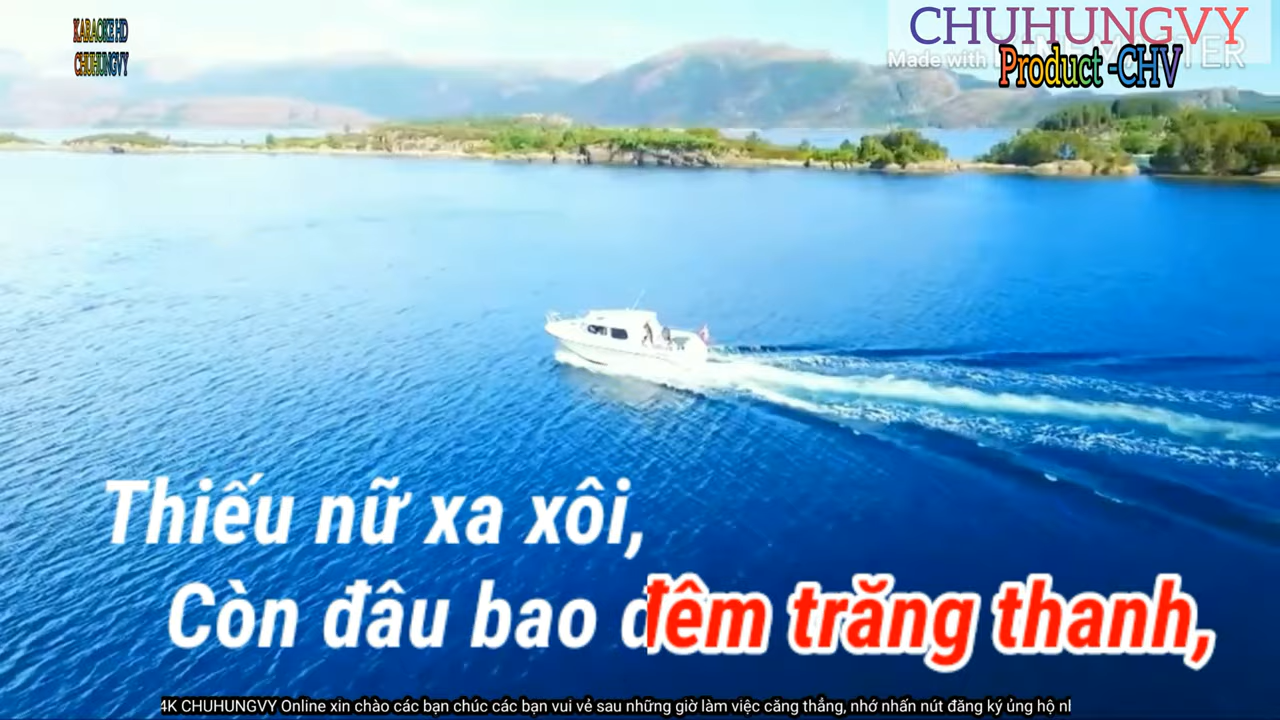 KARAOKE HD
CHUHUNGVY
CHUHUNGVY
Made with KINEMASTER
Product -CHV
Thiếu nữ xa xôi,
Còn đâu bao đêm trăng thanh,
4K CHUHUNGVY Online xin chào các bạn chúc các bạn vui vẻ sau những giờ làm việc căng thẳng, nhớ nhấn nút đăng ký ủng hộ